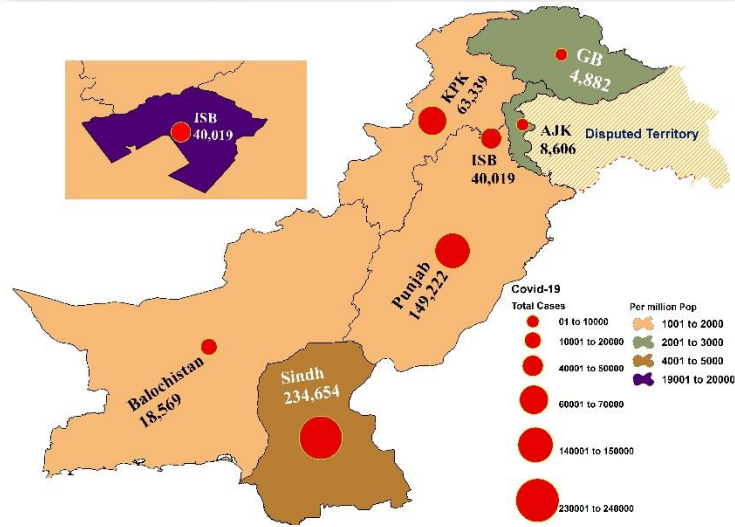 ISB
40,019
KPK
63,339
GB
4,882
AJK
8,606
Disputed Territory
ISB
40,019
Punjab
149,222
Balochistan
18,569
Sindh
234,654
Covid-19
Total Cases
01 to 10000
10001 to 20000
40001 to 50000
60001 to 70000
140001 to 150000
230001 to 240000
Per million Pop
1001 to 2000
2001 to 3000
4001 to 5000
19001 to 20000